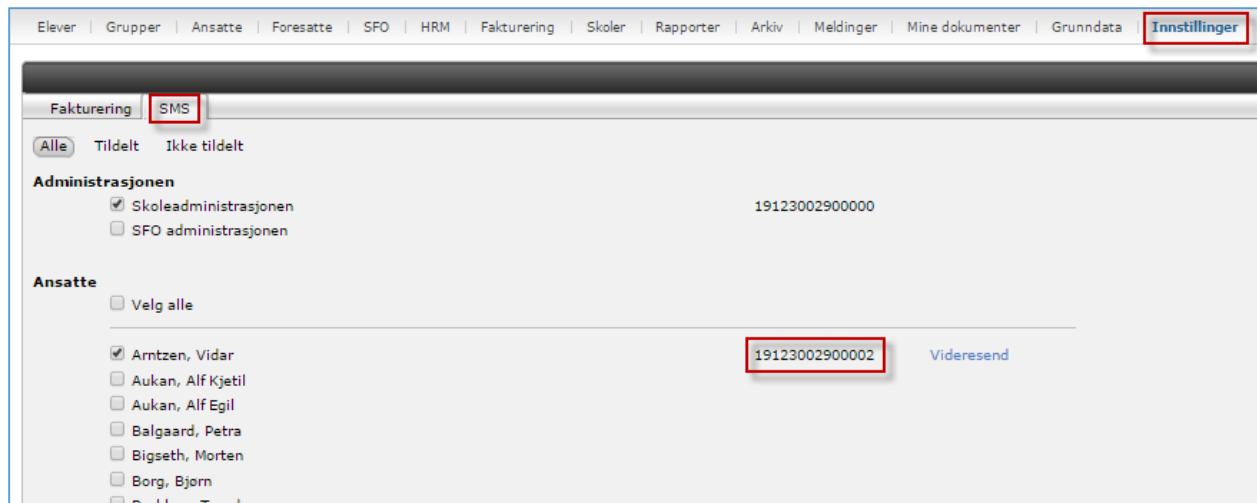 Elever | Grupper | Ansatte | Foresatte | SFO | HRM | Fakturering | Skoler | Rapporter | Arkiv | Meldinger | Mine dokumenter | Grunndata | Innstillinger
Fakturering SMS
Alle Tildelt Ikke tildelt
Administrasjonen
Skoleadministrasjonen 19123002900000
SFO administrasjonen
Ansatte
Velg alle
Arntzen, Vidar 19123002900002 Videresend
Aukan, Alf Kjetil
Aukan, Alf Egil
Balgaard, Petra
Bigseth, Morten
Borg, Bjørn